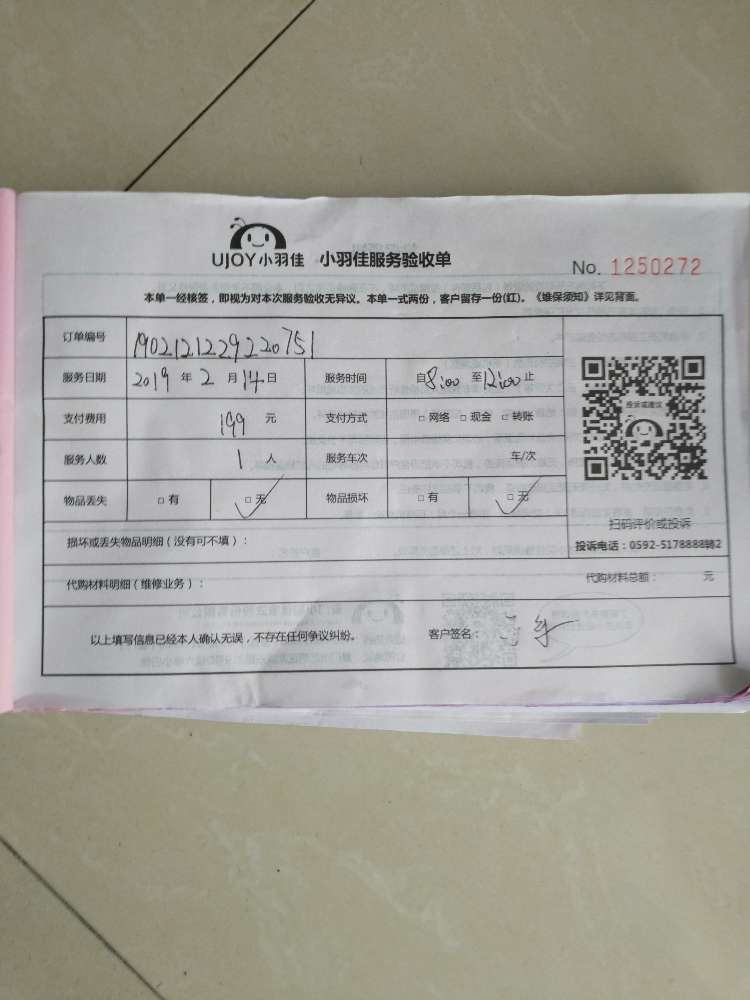 UJOY小羽佳 小羽佳服务验收单
No. 1250272
本单一经核签，即视为对本次服务验收无异议。本单一式两份，客户留存一份(红)。《维保须知》详见背面。
订单编号 1902121229220751
服务日期 2019 年 2 月 14 日 服务时间 自8:00 至12:00止
支付费用 199 元 支付方式 □ 网络 □ 现金 □ 转账
投诉或建议
服务人数 1 人 服务车次 车/次
物品丢失 □ 有 □ 无 物品损坏 □ 有 □ 无
扫码评价或投诉
投诉电话：0592-5178888转2
损坏或丢失物品明细（没有可不填）：
代购材料明细（维修业务）： 代购材料总额： 元
以上填写信息已经本人确认无误，不存在任何争议纠纷。 客户签名：